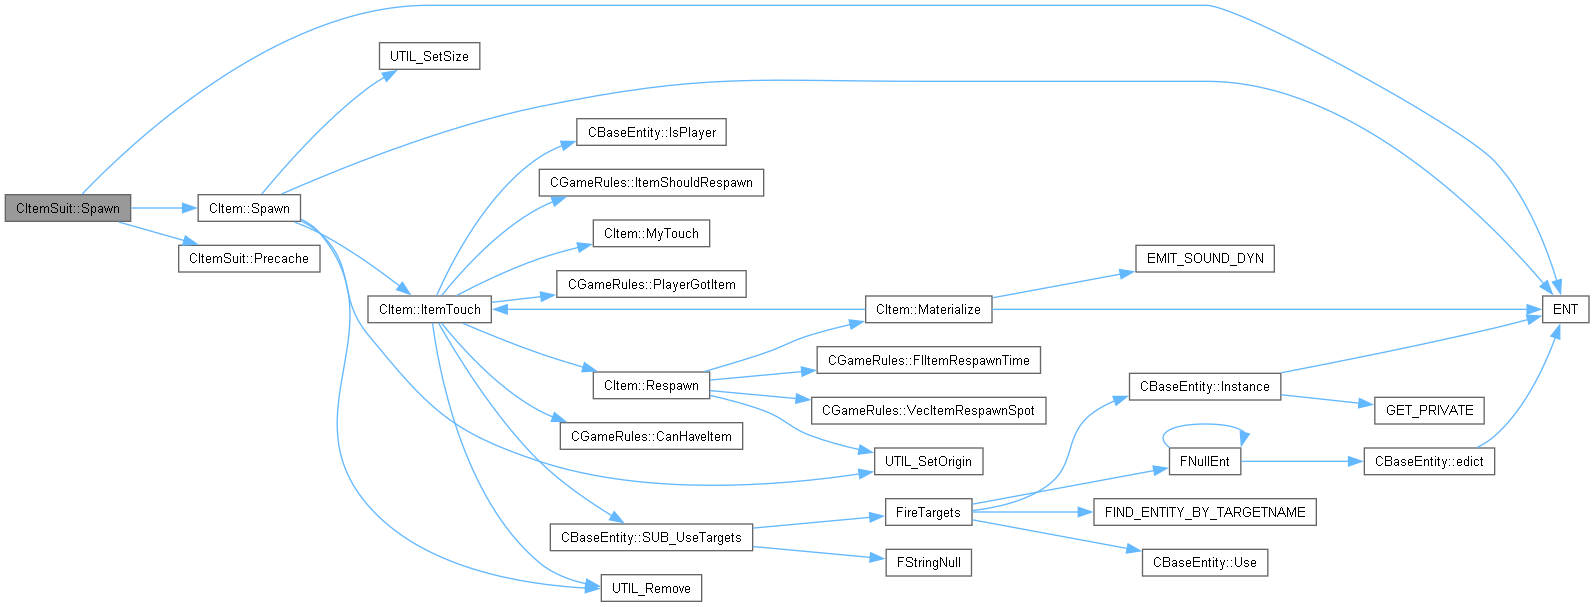 UTIL_SetSize
CBaseEntity::IsPlayer
CGameRules::ItemShouldRespawn
CItemSuit::Spawn
CItem::Spawn
CItem::MyTouch
CItemSuit::Precache
EMIT_SOUND_DYN
CGameRules::PlayerGotItem
CItem::ItemTouch
CItem::Materialize
ENT
CGameRules::FlItemRespawnTime
CItem::Respawn
CBaseEntity::Instance
CGameRules::VecItemRespawnSpot
GET_PRIVATE
CGameRules::CanHaveItem
UTIL_SetOrigin
FNullEnt
CBaseEntity::edict
FireTargets
FIND_ENTITY_BY_TARGETNAME
CBaseEntity::SUB_UseTargets
FStringNull
CBaseEntity::Use
UTIL_Remove